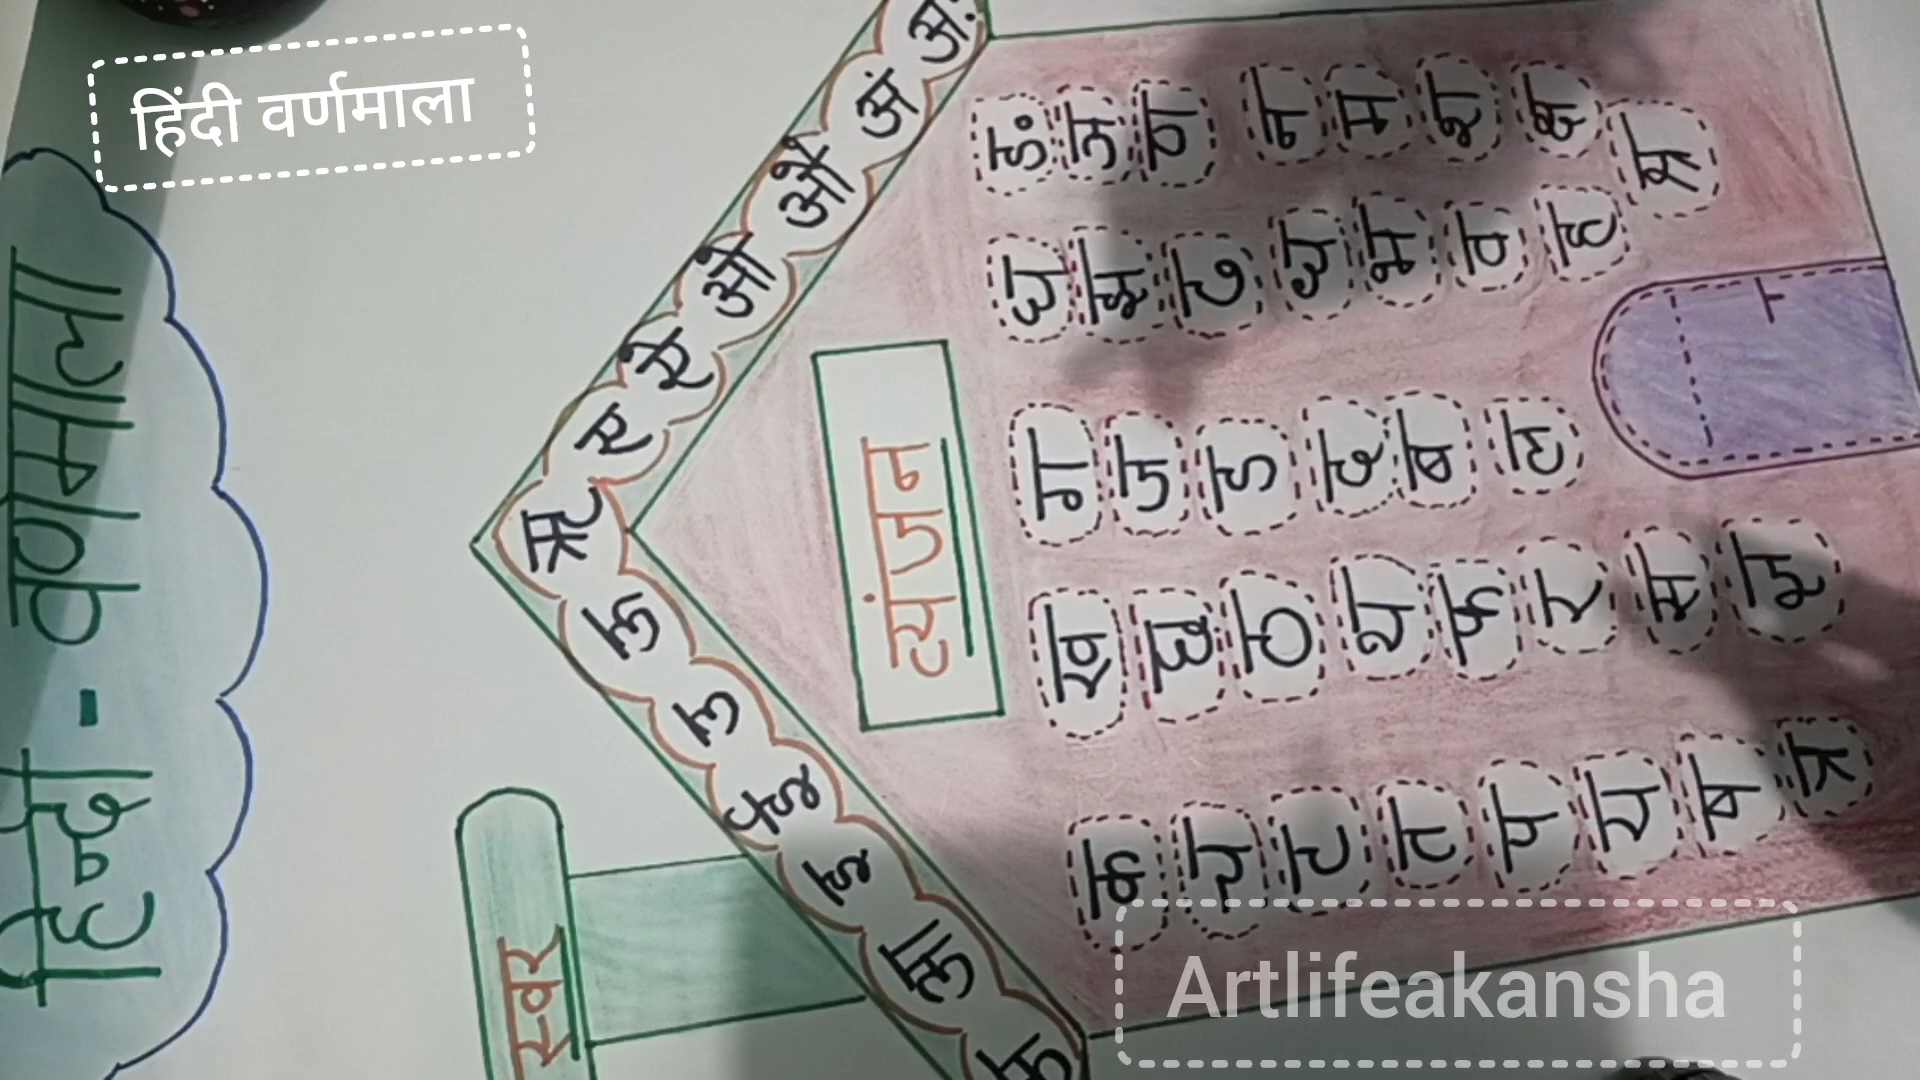 हिंदी वर्णमाला
हिन्दी - वर्णमाला
स्वर
अ आ इ ई उ ऊ ऋ ए ऐ ओ औ अं अः
व्यंजन
क ख ग घ ङ
च छ ज झ ञ
ट ठ ड ढ ण
त थ द ध न
प फ ब भ म
य र ल व श
ष स ह क्ष
त्र ज्ञ श्र
Artlifeakansha